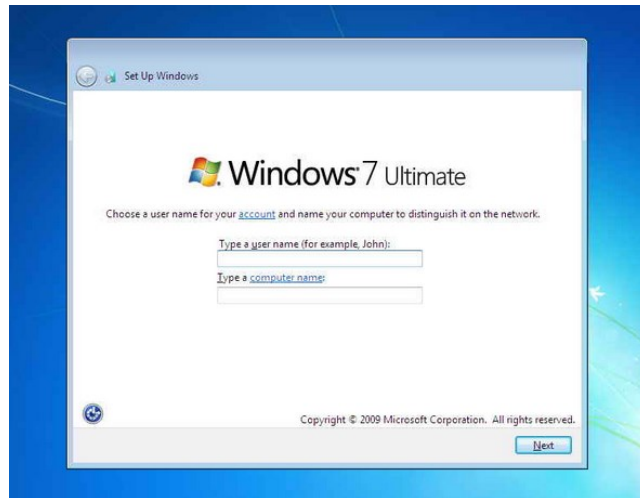 Set Up Windows
Windows 7 Ultimate
Choose a user name for your account and name your computer to distinguish it on the network.
Type a user name (for example, John):
Type a computer name:
Copyright © 2009 Microsoft Corporation. All rights reserved.
Next